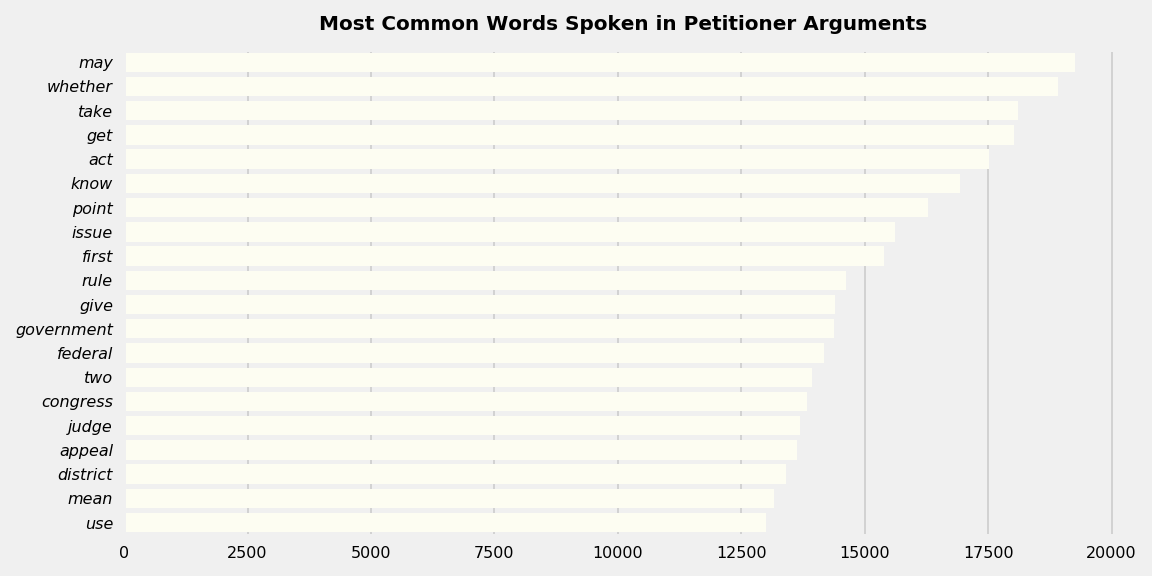 Most Common Words Spoken in Petitioner Arguments
may
whether
take
get
act
know
point
issue
first
rule
give
government
federal
two
congress
judge
appeal
district
mean
use
0 2500 5000 7500 10000 12500 15000 17500 20000